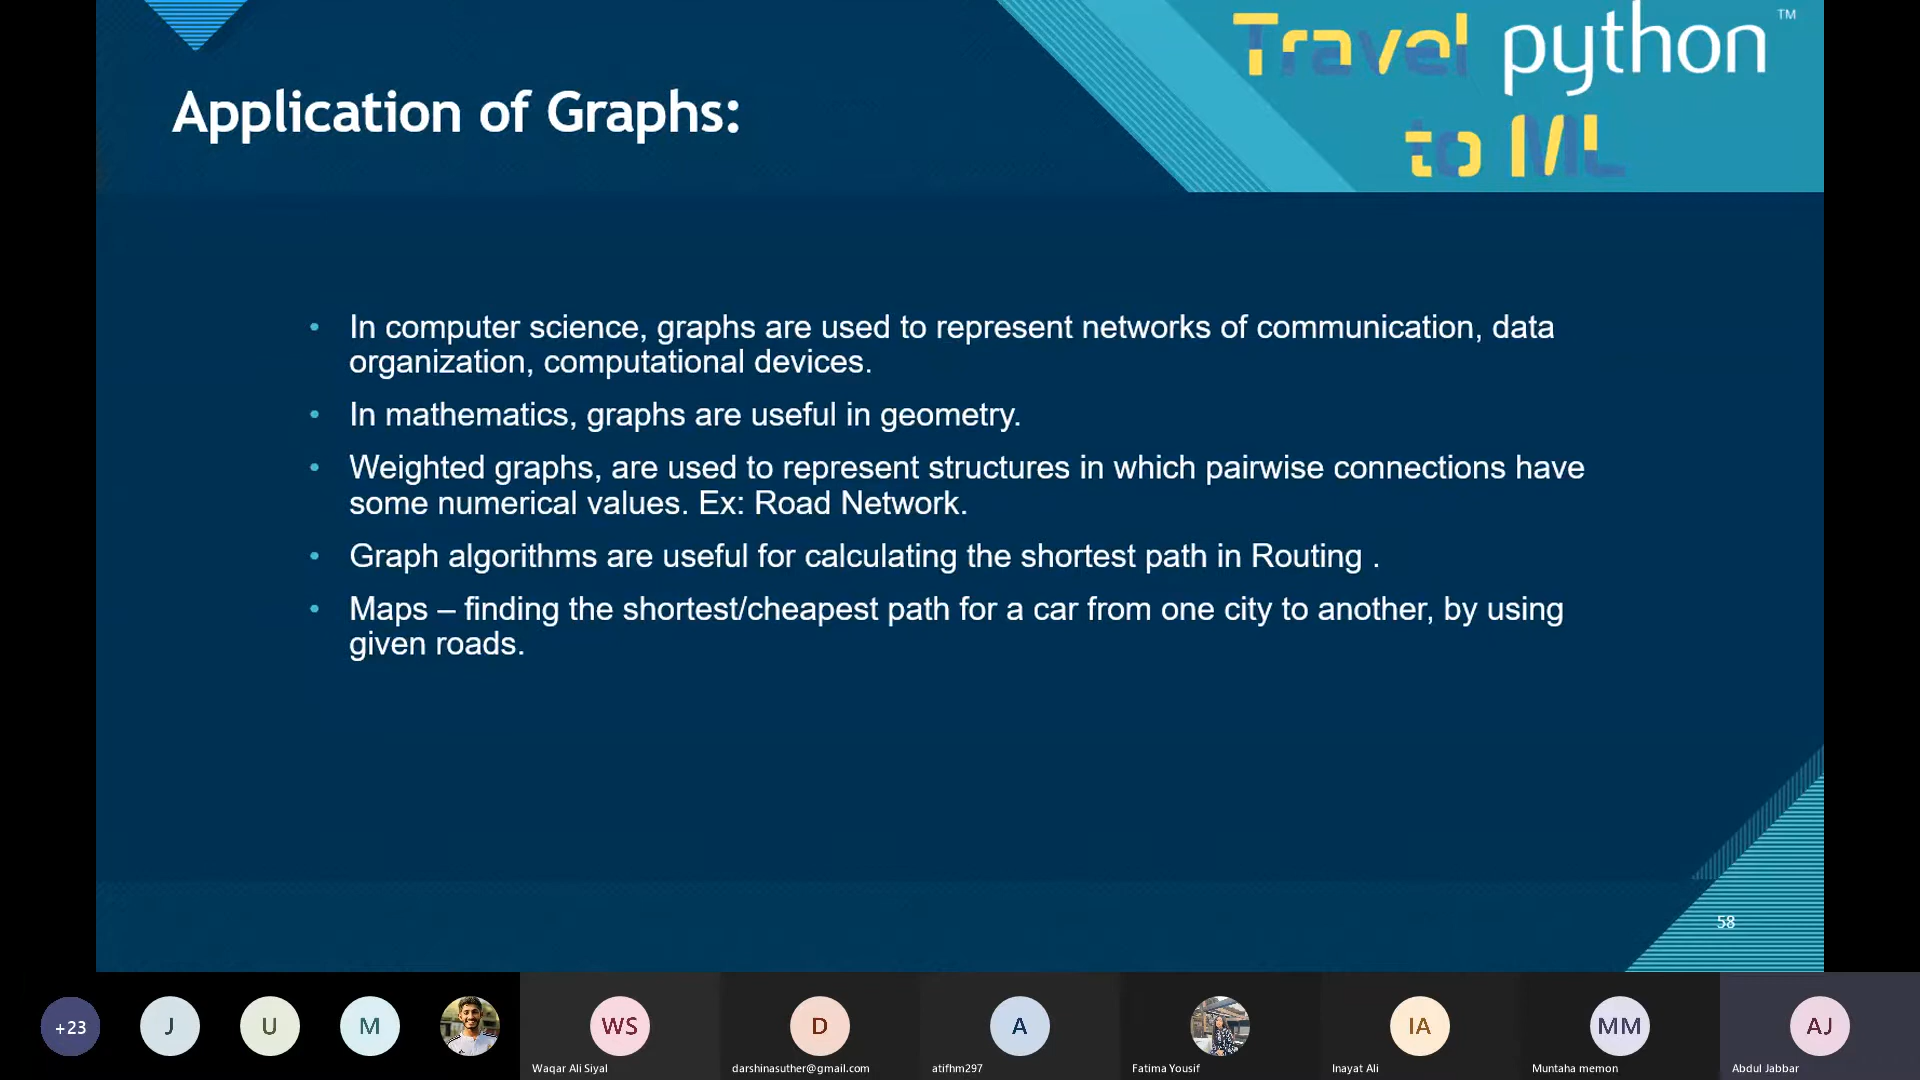 Travel python™
to ML
Application of Graphs:
• In computer science, graphs are used to represent networks of communication, data
organization, computational devices.
• In mathematics, graphs are useful in geometry.
• Weighted graphs, are used to represent structures in which pairwise connections have
some numerical values. Ex: Road Network.
• Graph algorithms are useful for calculating the shortest path in Routing .
• Maps – finding the shortest/cheapest path for a car from one city to another, by using
given roads.
58
+23 J U M WS D A IA MM AJ
Waqar Ali Siyal darshinasuther@gmail.com atifhm297 Fatima Yousif Inayat Ali Muntaha memon Abdul Jabbar